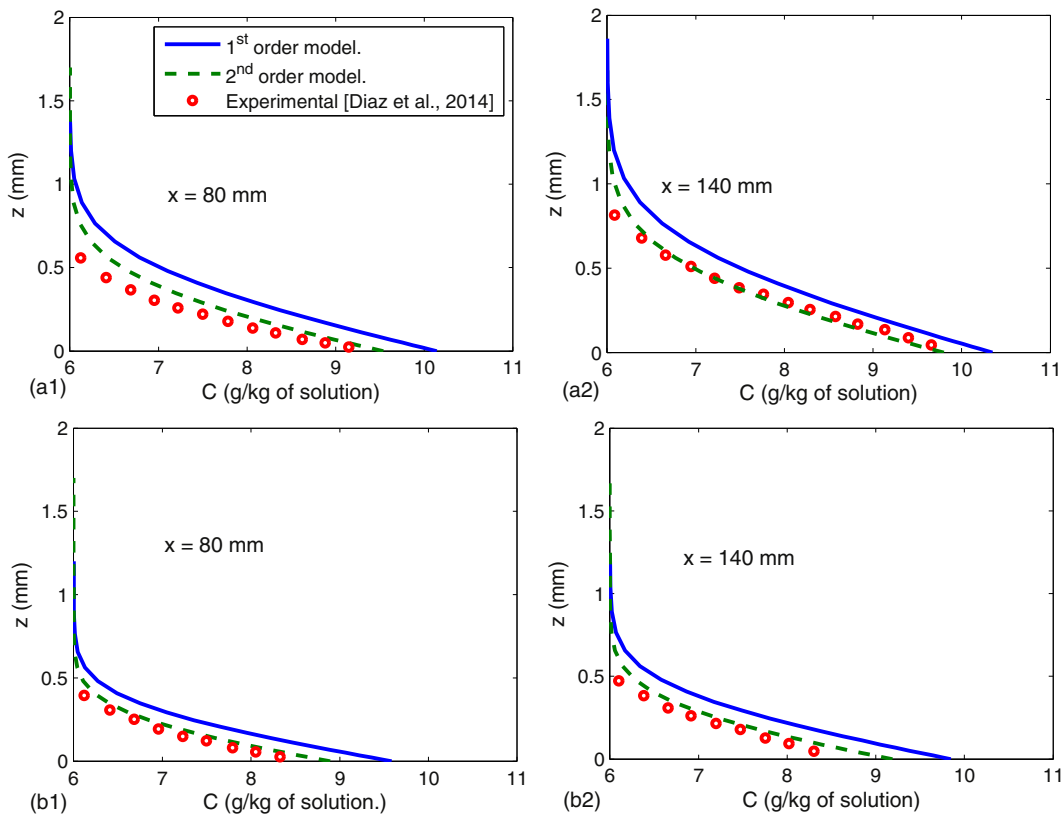 2
1.5
1
0.5
0
z (mm)
1st order model.
2nd order model.
Experimental [Diaz et al., 2014]
x = 80 mm
6 7 8 9 10 11
(a1)
C (g/kg of solution)
2
1.5
1
0.5
0
z (mm)
x = 140 mm
6 7 8 9 10 11
(a2)
C (g/kg of solution)
2
1.5
1
0.5
0
z (mm)
x = 80 mm
6 7 8 9 10 11
(b1)
C (g/kg of solution.)
2
1.5
1
0.5
0
z (mm)
x = 140 mm
6 7 8 9 10 11
(b2)
C (g/kg of solution)